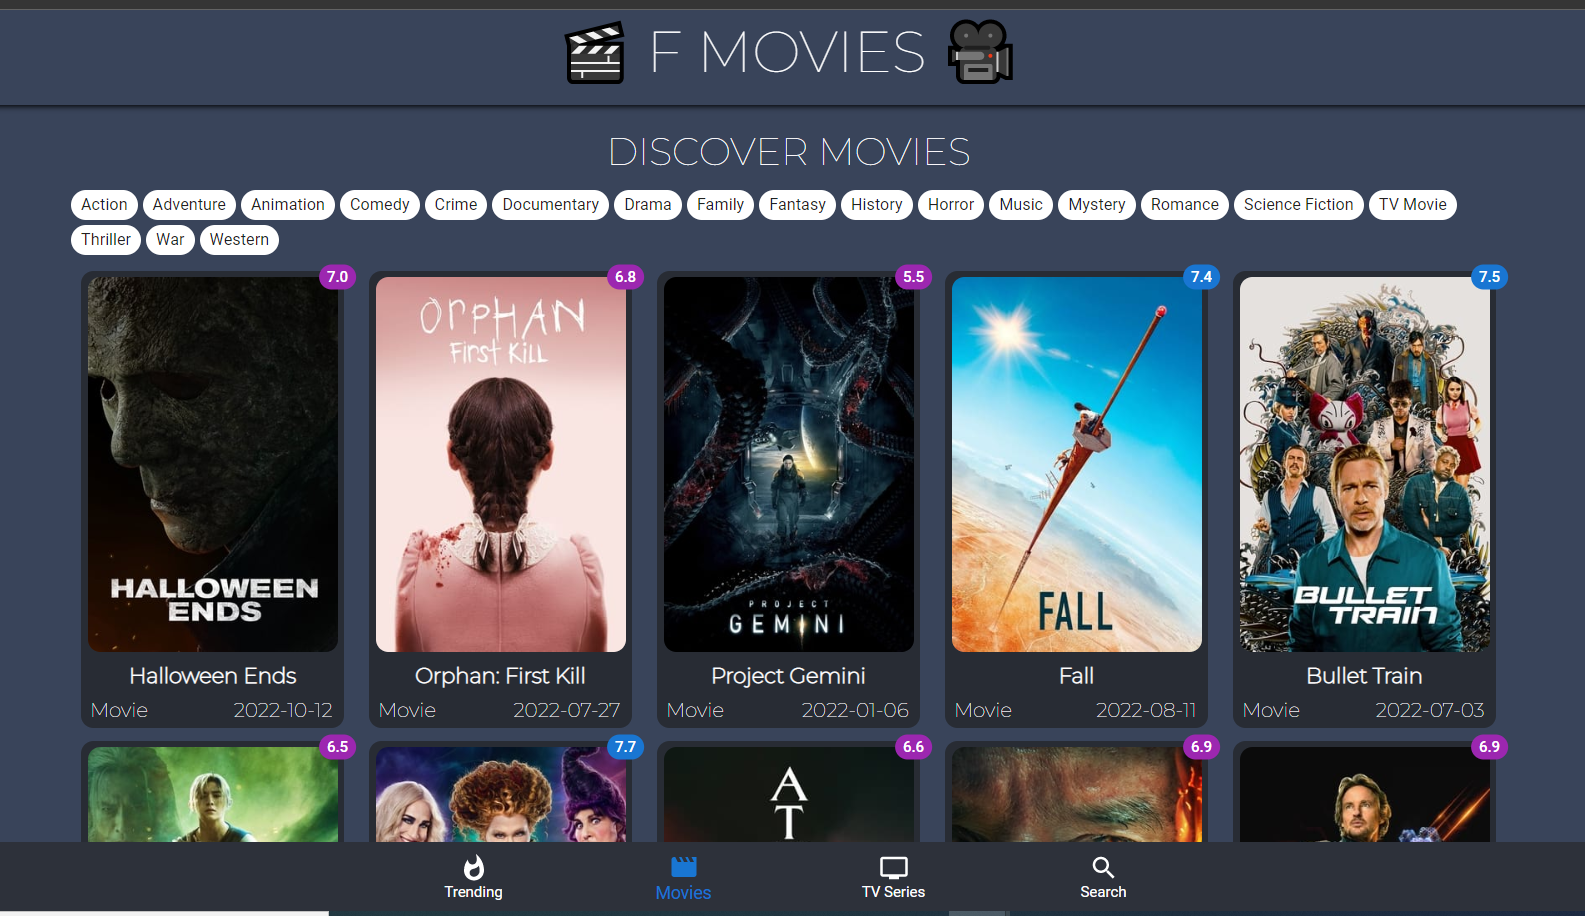 F MOVIES
DISCOVER MOVIES
Action Adventure Animation Comedy Crime Documentary Drama Family Fantasy History Horror Music Mystery Romance Science Fiction TV Movie
Thriller War Western
7.0 6.8 5.5 7.4 7.5
ORPHAN
FIRST KILL
HALLOWEEN
ENDS
PROJECT
GEMINI
FALL
BULLET
TRAIN
Halloween Ends Orphan: First Kill Project Gemini Fall Bullet Train
Movie 2022-10-12 Movie 2022-07-27 Movie 2022-01-06 Movie 2022-08-11 Movie 2022-07-03
6.5 7.7 6.6 6.9 6.9
A
T
Trending Movies TV Series Search